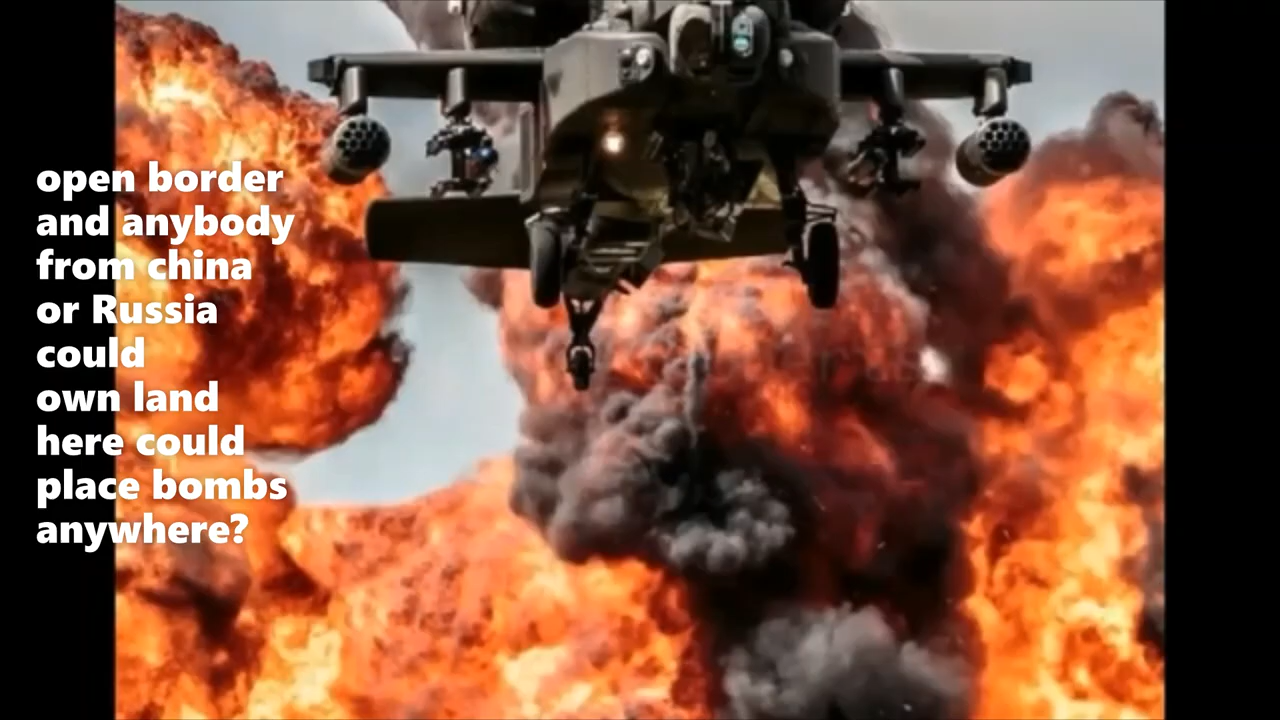 open border
and anybody
from china
or Russia
could
own land
here could
place bombs
anywhere?